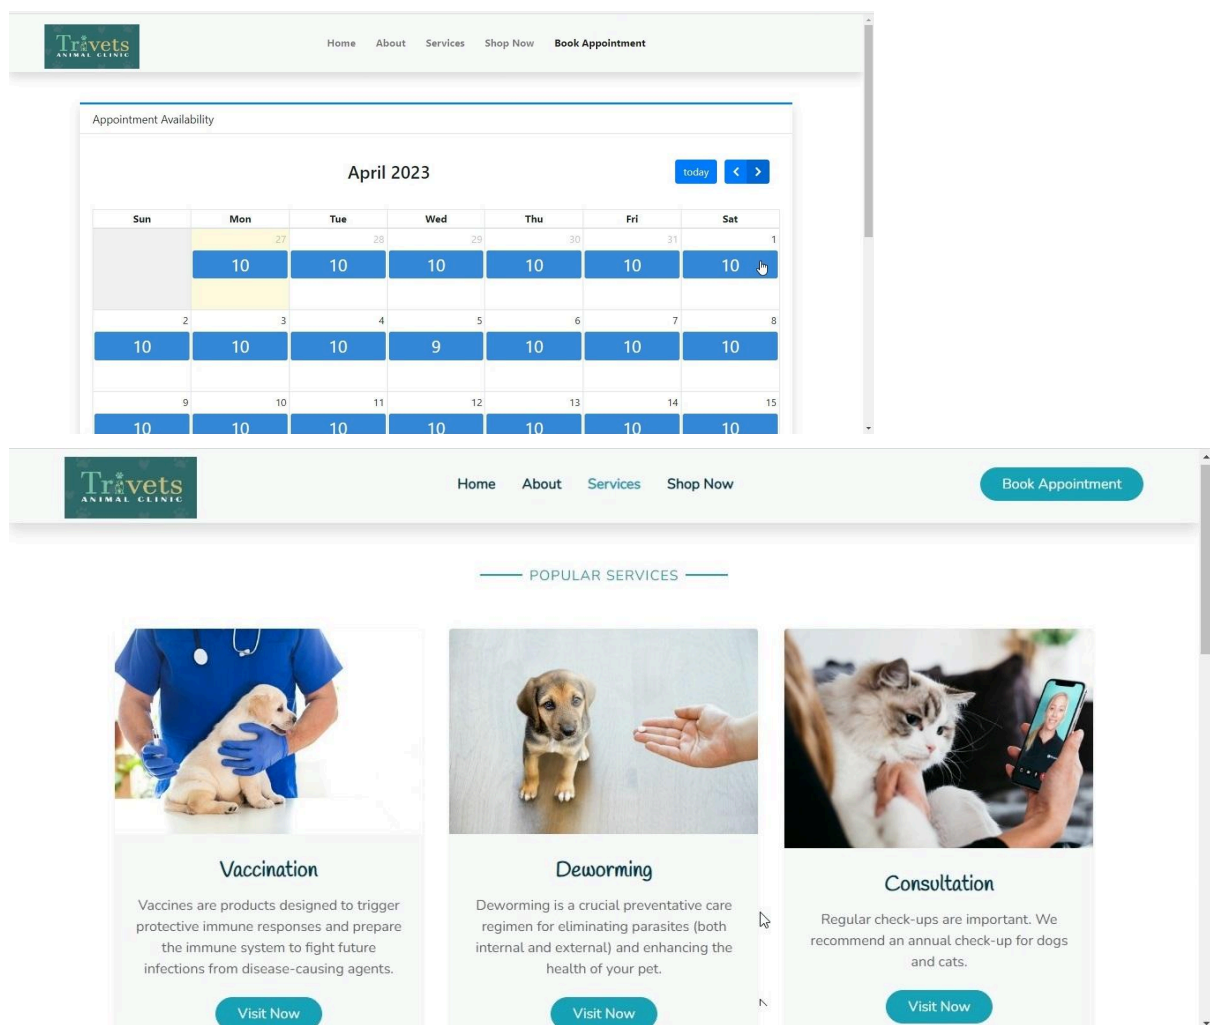 Trivets
ANIMAL CLINIC
Home About Services Shop Now Book Appointment
Appointment Availability
April 2023
today
Sun Mon Tue Wed Thu Fri Sat
27 28 29 30 31 1
10 10 10 10 10 10
2 3 4 5 6 7 8
10 10 10 9 10 10 10
9 10 11 12 13 14 15
10 10 10 10 10 10 10
Trivets
ANIMAL CLINIC
Home About Services Shop Now
Book Appointment
POPULAR SERVICES
Vaccination
Vaccines are products designed to trigger
protective immune responses and prepare
the immune system to fight future
infections from disease-causing agents.
Visit Now
Deworming
Deworming is a crucial preventative care
regimen for eliminating parasites (both
internal and external) and enhancing the
health of your pet.
Visit Now
Consultation
Regular check-ups are important. We
recommend an annual check-up for dogs
and cats.
Visit Now